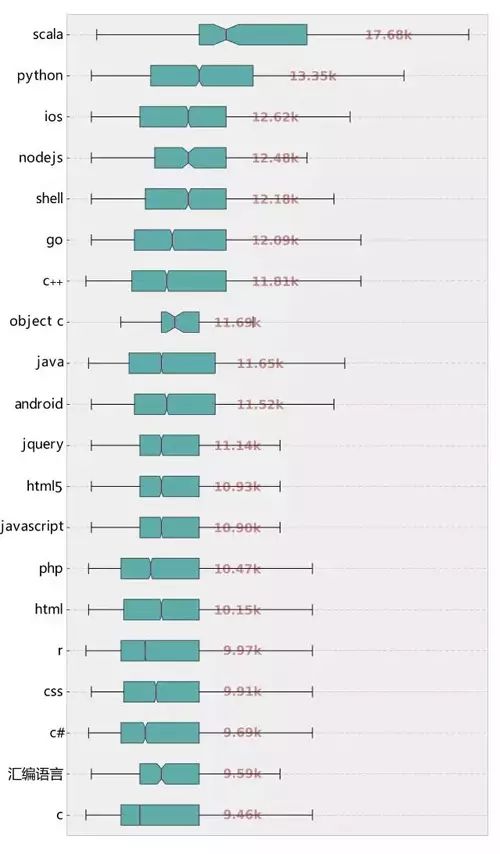 scala 17.68k
python 13.35k
ios 12.62k
nodejs 12.48k
shell 12.18k
go 12.09k
c++ 11.81k
object c 11.69k
java 11.65k
android 11.52k
jquery 11.14k
html5 10.93k
javascript 10.90k
php 10.47k
html 10.15k
r 9.97k
css 9.91k
c# 9.69k
汇编语言 9.59k
c 9.46k